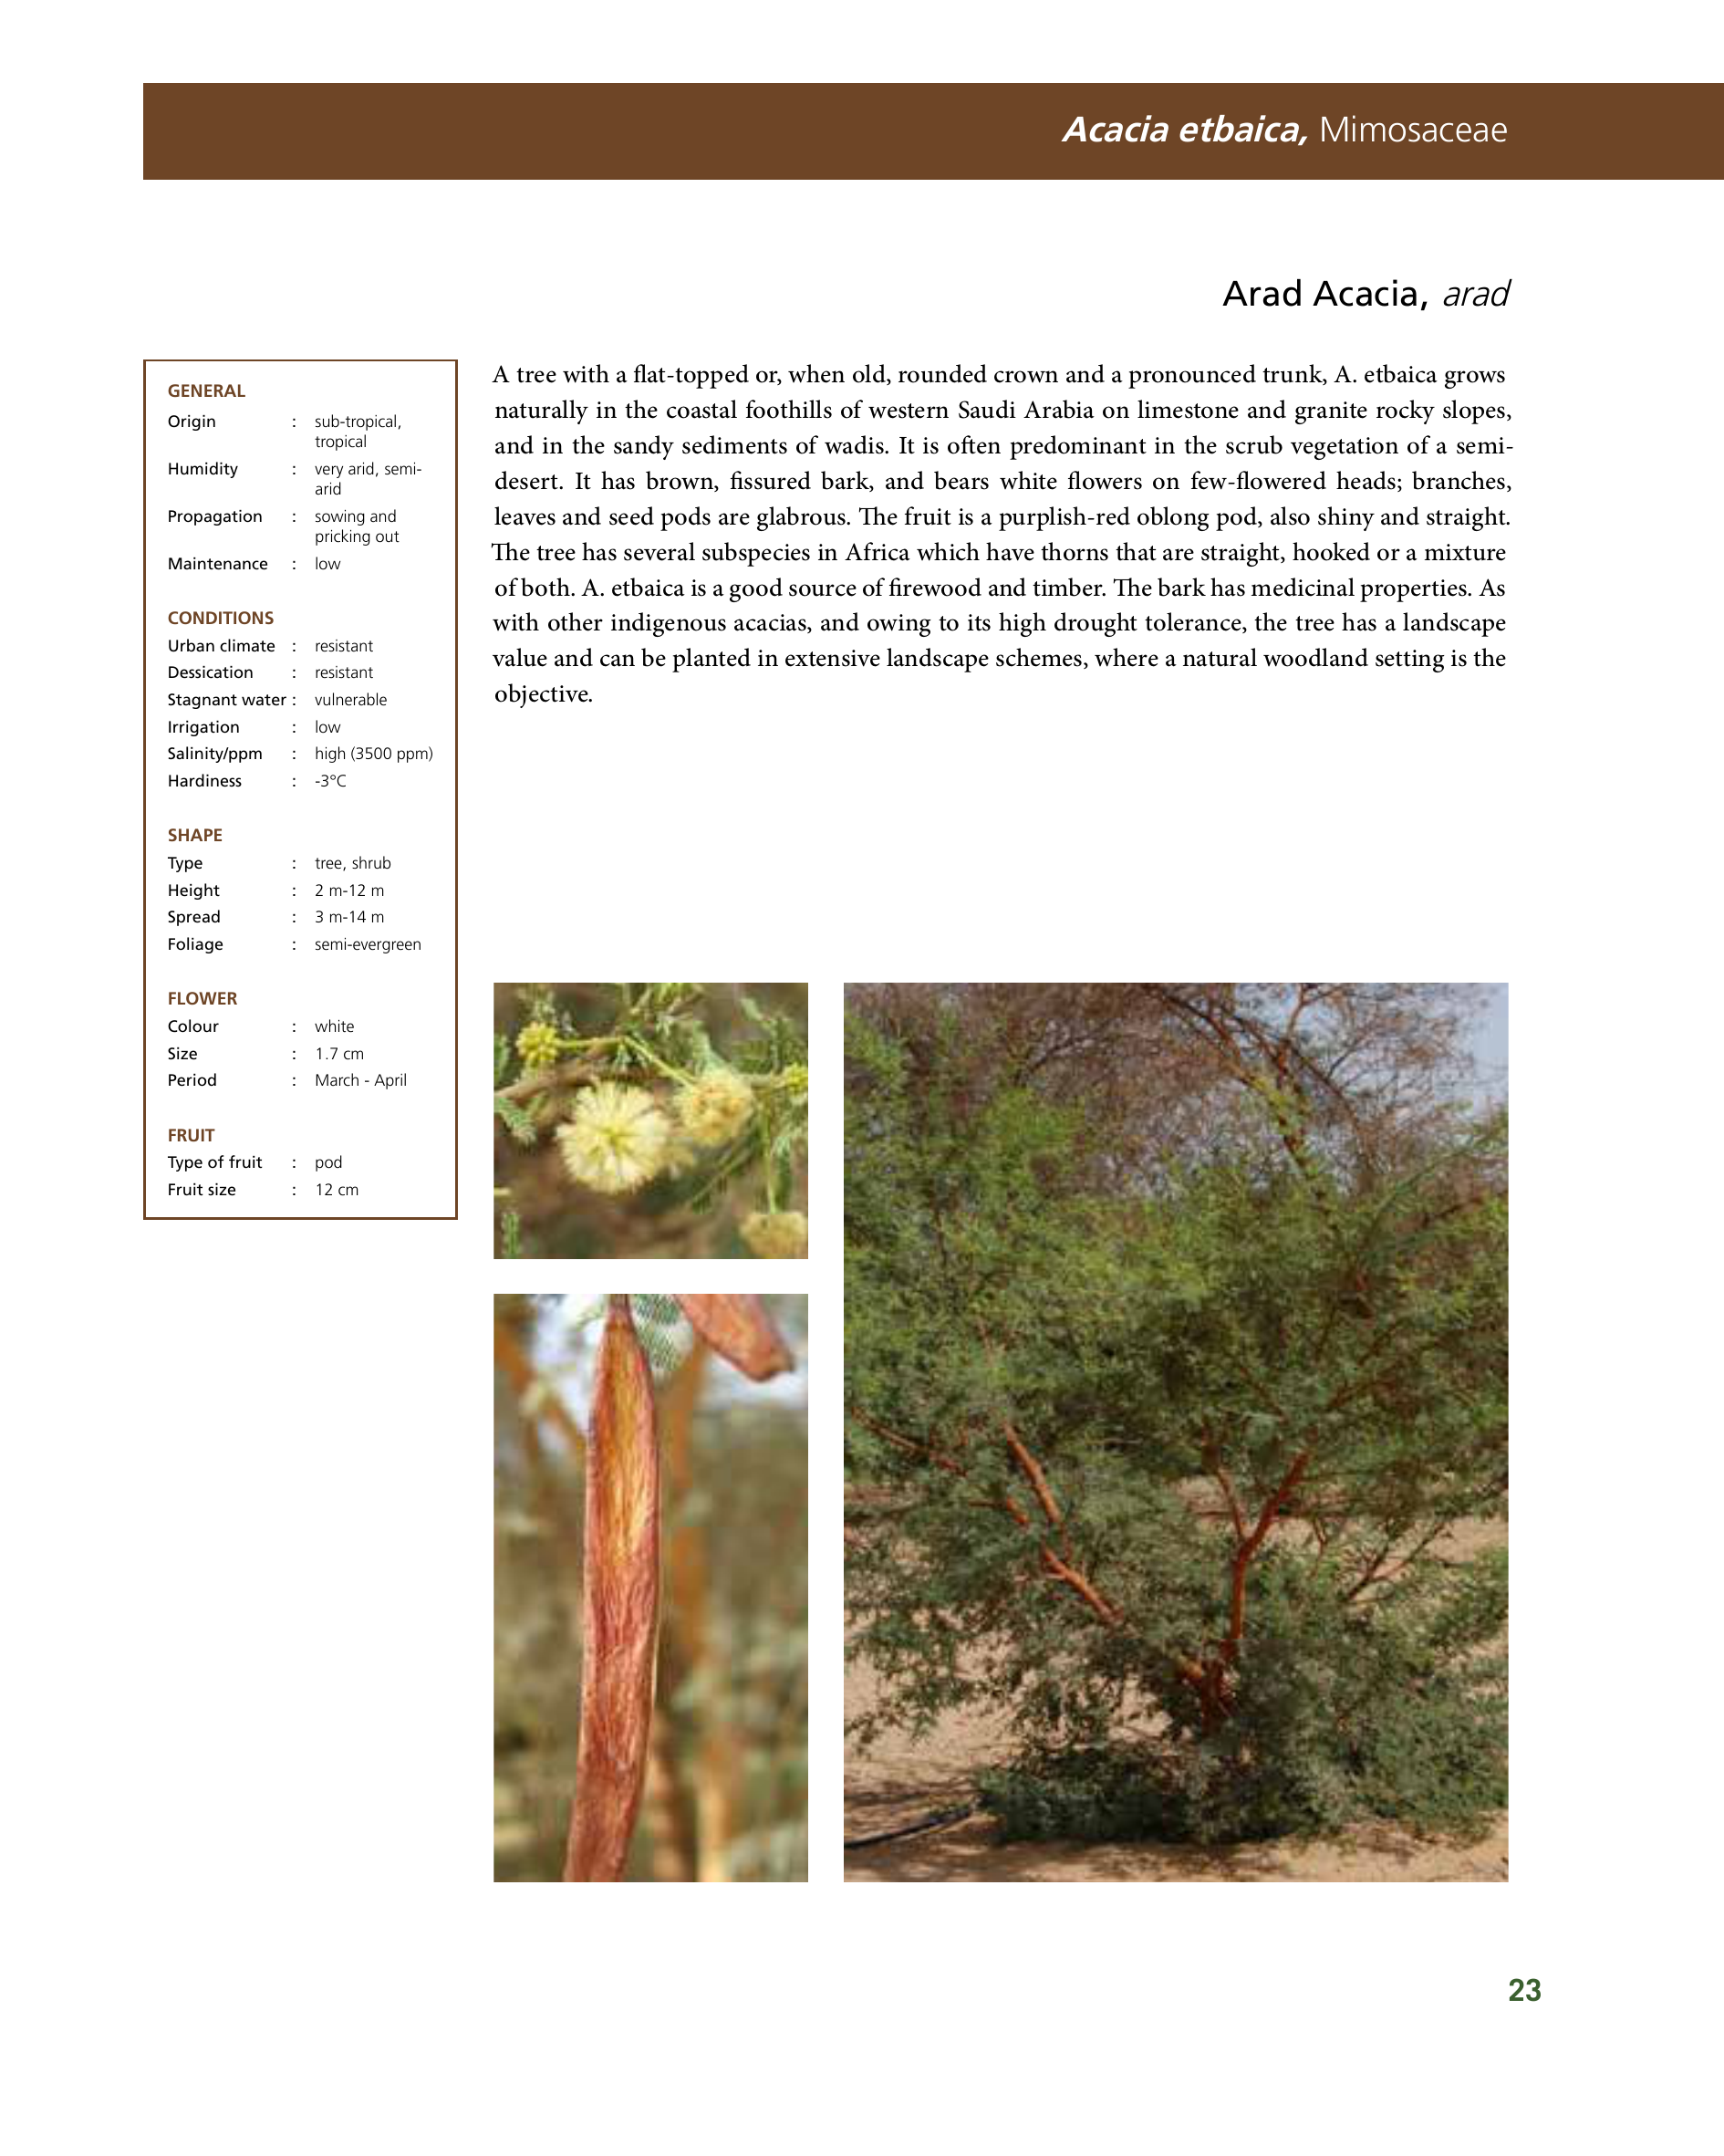 Acacia etbaica, Mimosaceae
Arad Acacia, arad
GENERAL
Origin : sub-tropical,
tropical
Humidity : very arid, semi-
arid
Propagation : sowing and
pricking out
Maintenance : low
CONDITIONS
Urban climate : resistant
Dessication : resistant
Stagnant water : vulnerable
Irrigation : low
Salinity/ppm : high (3500 ppm)
Hardiness : -3°C
SHAPE
Type : tree, shrub
Height : 2 m-12 m
Spread : 3 m-14 m
Foliage : semi-evergreen
FLOWER
Colour : white
Size : 1.7 cm
Period : March - April
FRUIT
Type of fruit : pod
Fruit size : 12 cm
A tree with a flat-topped or, when old, rounded crown and a pronounced trunk, A. etbaica grows
naturally in the coastal foothills of western Saudi Arabia on limestone and granite rocky slopes,
and in the sandy sediments of wadis. It is often predominant in the scrub vegetation of a semi-
desert. It has brown, fissured bark, and bears white flowers on few-flowered heads; branches,
leaves and seed pods are glabrous. The fruit is a purplish-red oblong pod, also shiny and straight.
The tree has several subspecies in Africa which have thorns that are straight, hooked or a mixture
of both. A. etbaica is a good source of firewood and timber. The bark has medicinal properties. As
with other indigenous acacias, and owing to its high drought tolerance, the tree has a landscape
value and can be planted in extensive landscape schemes, where a natural woodland setting is the
objective.
23